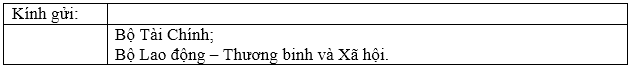 Kính gửi:
Bộ Tài Chính;
Bộ Lao động – Thương binh và Xã hội.